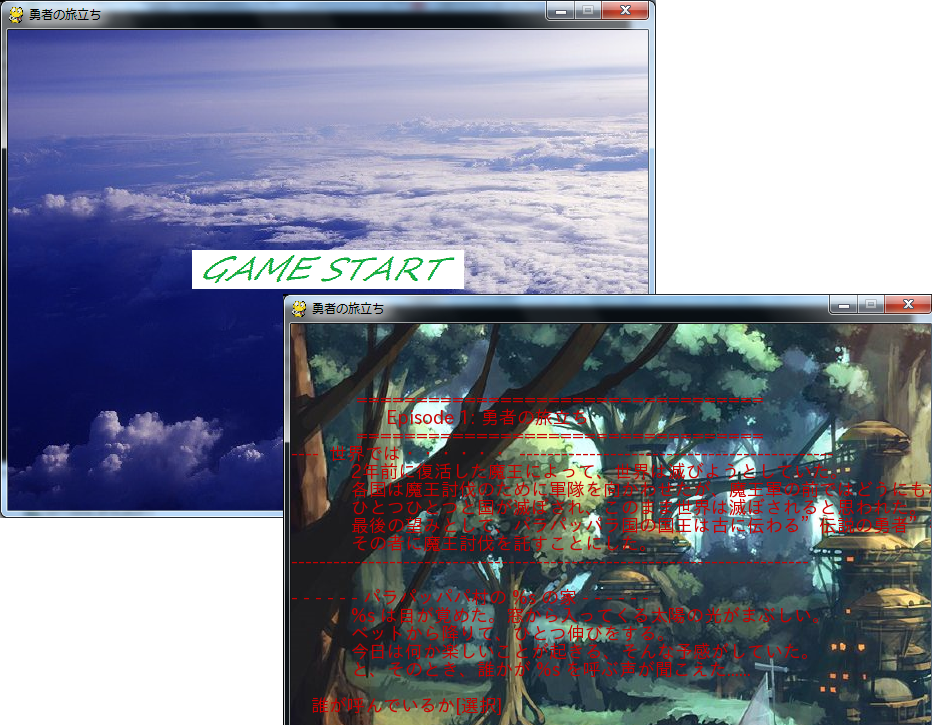 勇者の旅立ち
GAME START
勇者の旅立ち
==================================
Episode 1: 勇者の旅立ち
==================================
---- 世界では・・・・・ --------------------------------
2年前に復活した魔王によって、世界は滅びようとしていた。
各国は魔王討伐のために軍隊を向かわせたが、魔王軍の前ではどうにも
ひとつひとつと国が滅ぼされ、このまま世界は滅ぼされると思われた。
最後の望みとして、パラパッパラ国の国王は古に伝わる”伝説の勇者”
その者に魔王討伐を託すことにした。
----------------------------------------------------------------
------- パラパッパパ村の %s の家 -------
%s は目が覚めた。窓から入ってくる太陽の光がまぶしい。
ベットから降りて、ひとつ伸びをする。
今日は何か楽しいことが起きる、そんな予感がしていた。
と、そのとき、誰かが %s を呼ぶ声が聞こえた......
誰が呼んでいるか[選択]